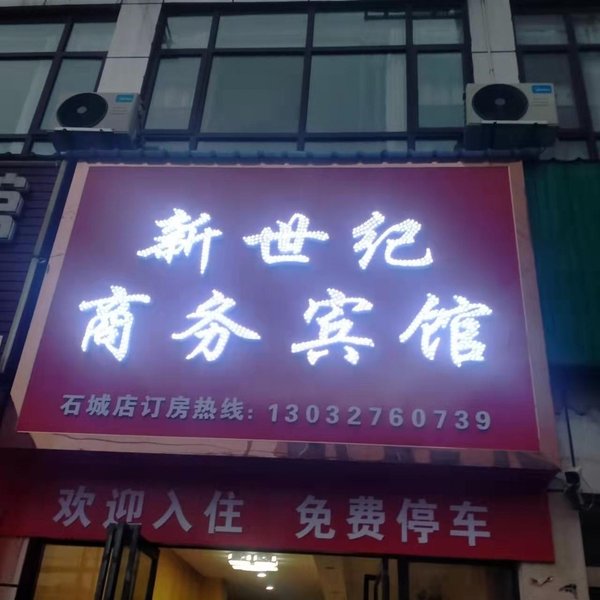 新世纪
商务宾馆
石城店订房热线：13032760739
欢迎入住 免费停车